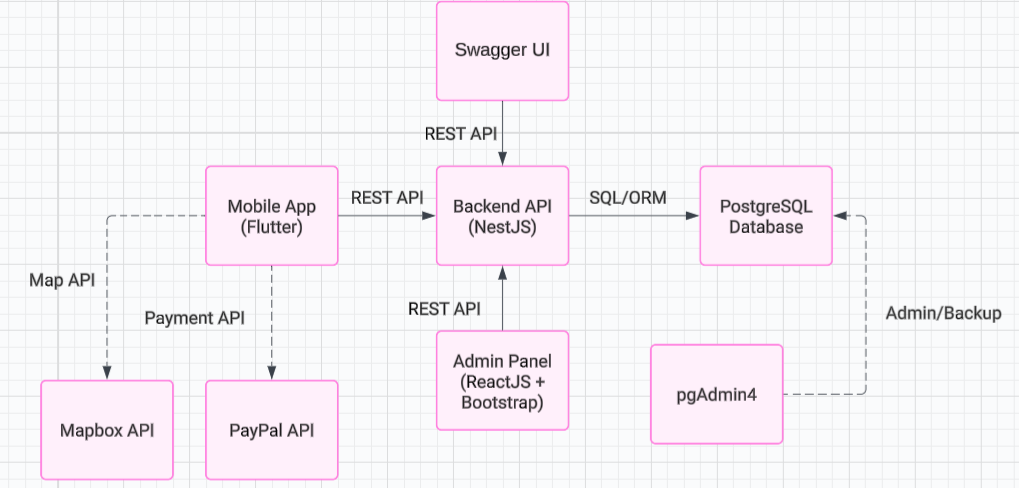 Swagger UI
REST API
Mobile App
(Flutter)
REST API
Backend API
(NestJS)
SQL/ORM
PostgreSQL
Database
Map API
Payment API
REST API
Admin/Backup
Admin Panel
(ReactJS +
Bootstrap)
pgAdmin4
Mapbox API
PayPal API